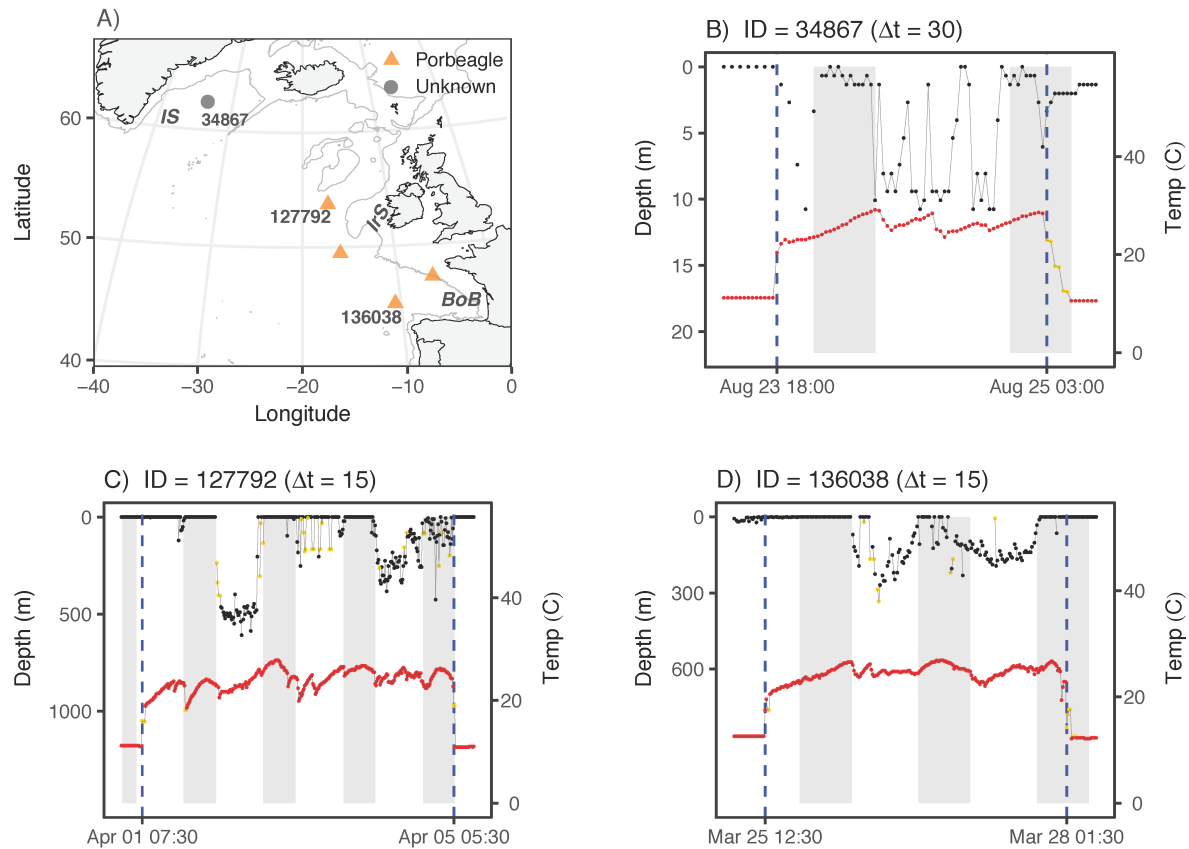 A)
Porbeagle
Unknown
IS
34867
127792
IrS
BoB
136038
60
50
40
Latitude
−40
−30
−20
−10
0
Longitude
B) ID = 34867 (Δt = 30)
0
5
10
15
20
Depth (m)
40
20
0
Temp (C)
Aug 23 18:00
Aug 25 03:00
C) ID = 127792 (Δt = 15)
0
500
1000
Depth (m)
40
20
0
Temp (C)
Apr 01 07:30
Apr 05 05:30
D) ID = 136038 (Δt = 15)
0
300
600
Depth (m)
40
20
0
Temp (C)
Mar 25 12:30
Mar 28 01:30